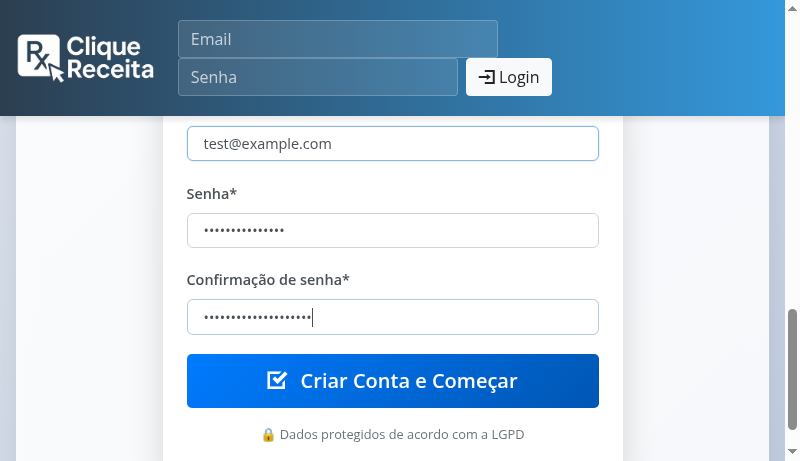 Rx
Clique
Receita
Email
Senha
Login
test@example.com
Senha*
•••••••••••••••
Confirmação de senha*
••••••••••••••••••••
Criar Conta e Começar
🔒 Dados protegidos de acordo com a LGPD